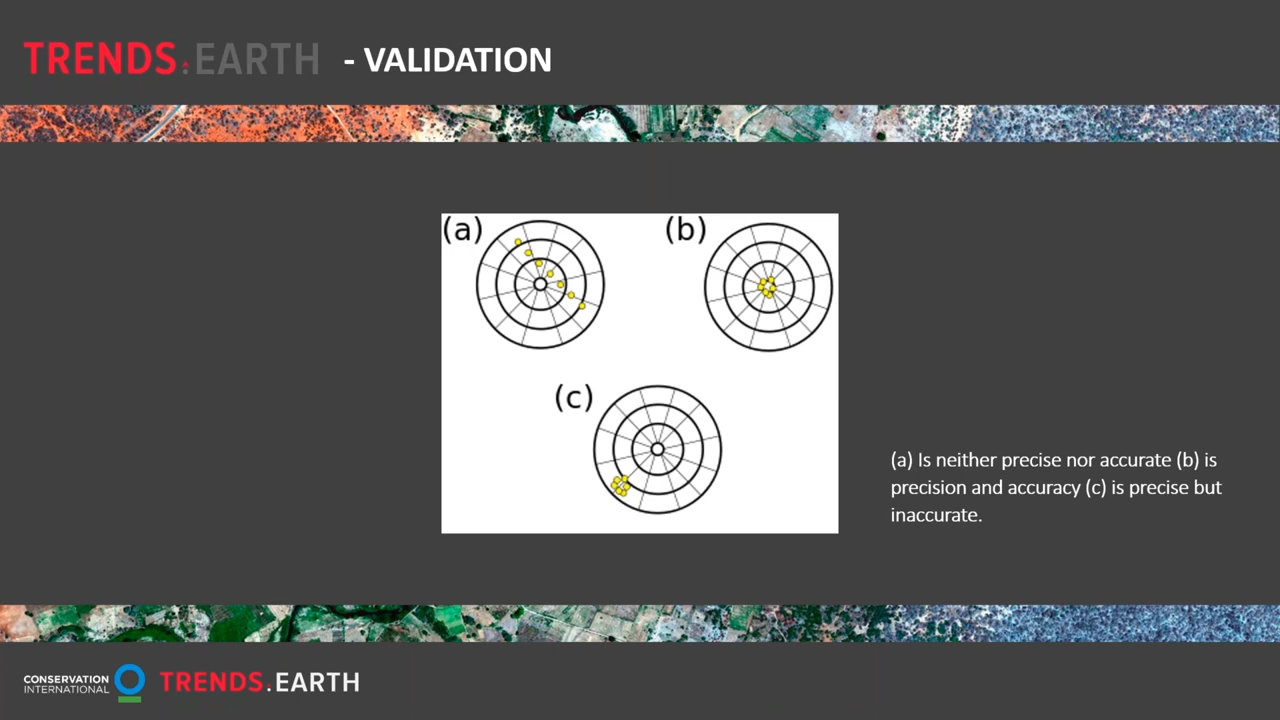 TRENDS.EARTH - VALIDATION
(a)
(b)
(c)
(a) Is neither precise nor accurate (b) is
precision and accuracy (c) is precise but
inaccurate.
CONSERVATION
INTERNATIONAL
TRENDS.EARTH